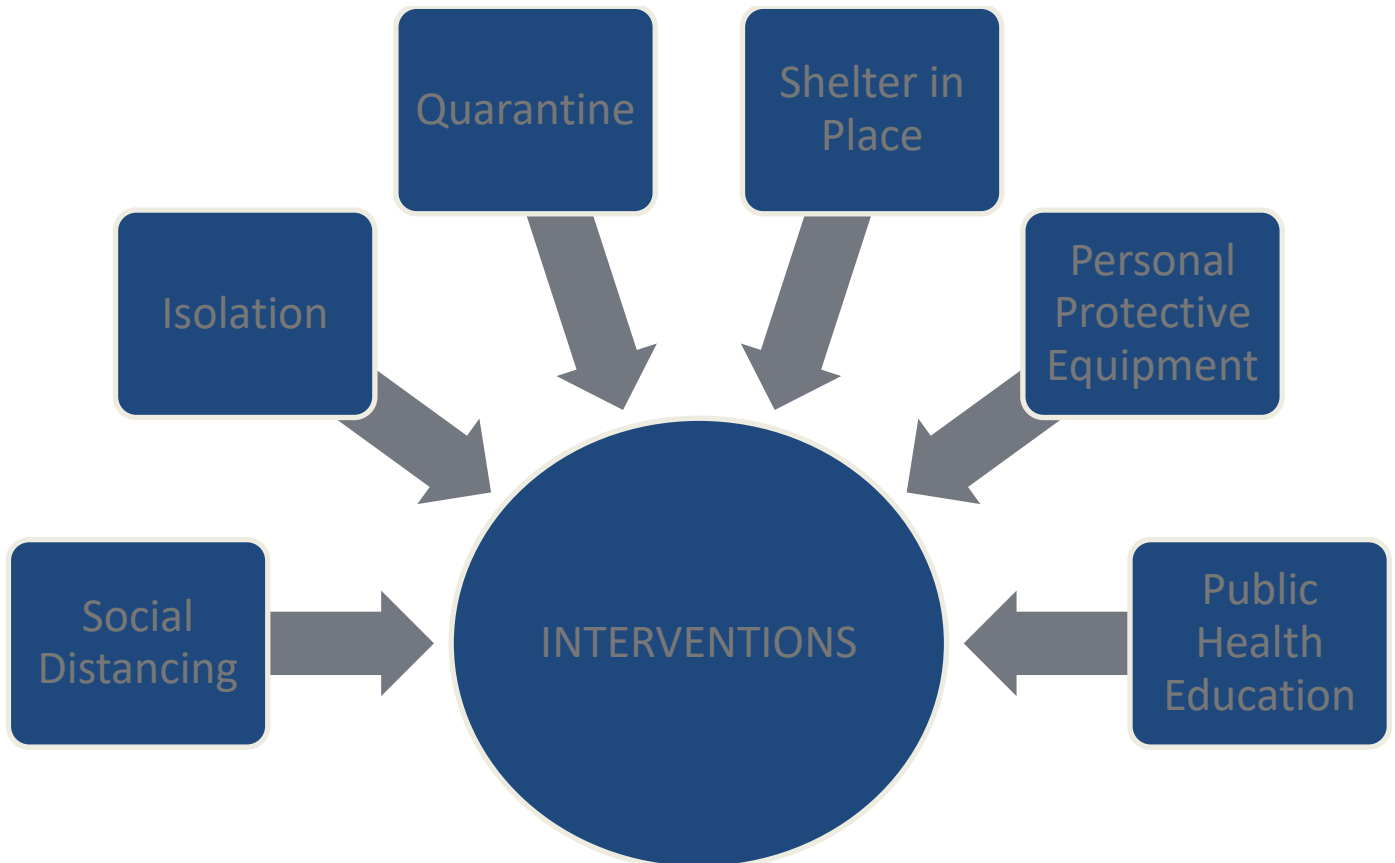 Quarantine
Shelter in
Place
Isolation
Personal
Protective
Equipment
Social
Distancing
INTERVENTIONS
Public
Health
Education